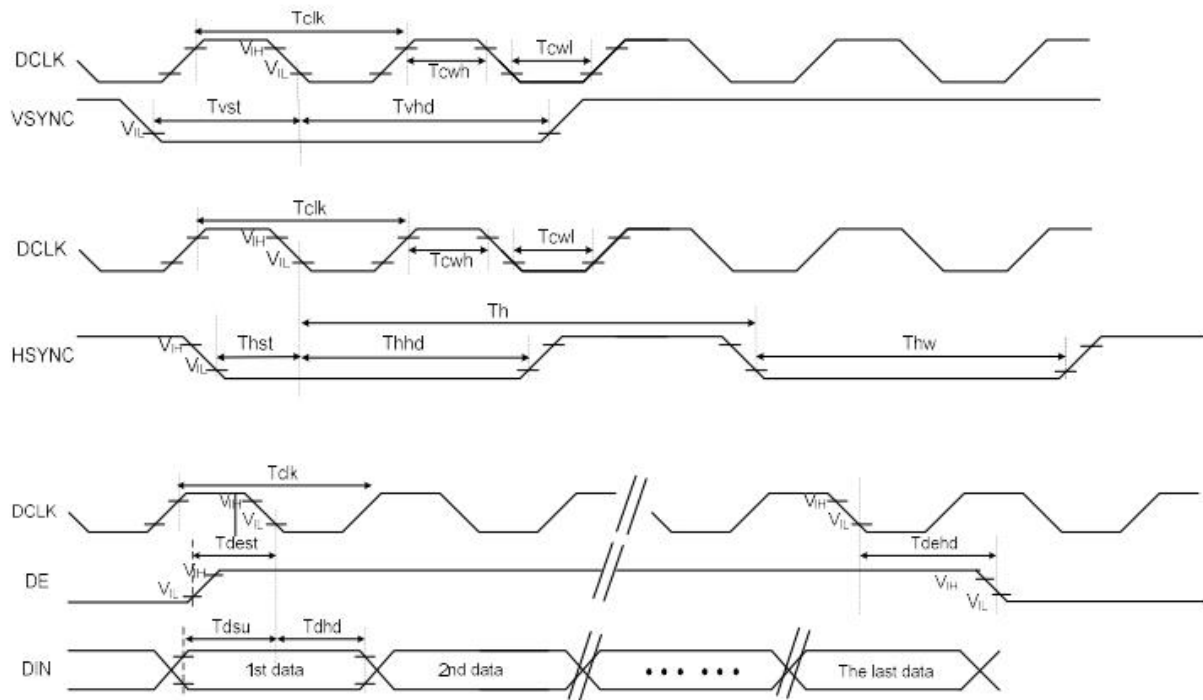 Tclk
DCLK
VIH
VIL
Tcwh
Tcwl
VSYNC
Tvst
Tvhd
VIL
Tclk
DCLK
VIH
VIL
Tcwh
Tcwl
Th
HSYNC
VIH
VIL
Thst
Thhd
Thw
Tclk
DCLK
VIH
VIL
VIH
VIL
Tdest
Tdehd
DE
VIH
VIL
VIH
VIL
Tdsu
Tdhd
DIN
1st data
2nd data
•••• •••
The last data